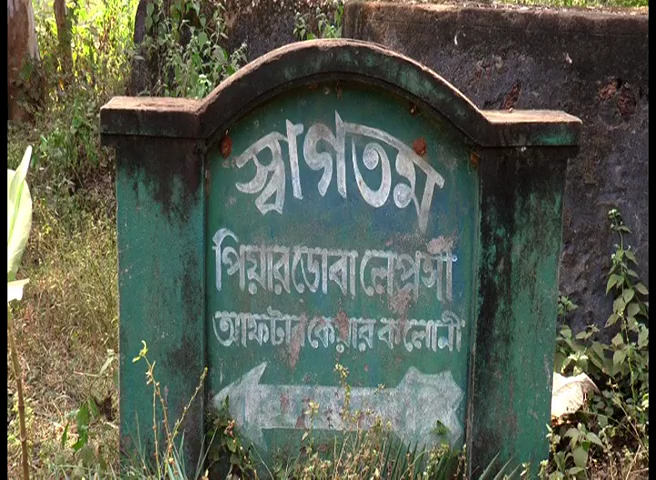 স্বাগতম
পিয়ারডোবা লেপ্রসী
আফটার কেয়ার কলোনী